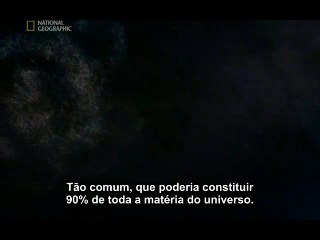 NATIONAL
GEOGRAPHIC
Tão comum, que poderia constituir
90% de toda a matéria do universo.